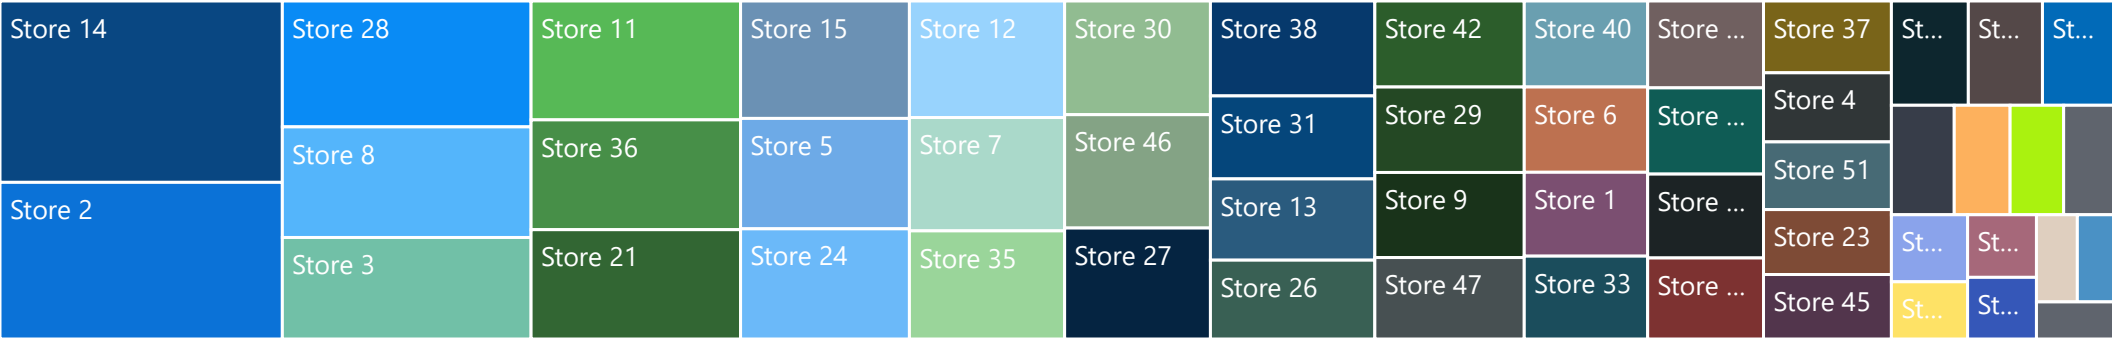 Store 14
Store 2
Store 28
Store 8
Store 3
Store 11
Store 36
Store 21
Store 15
Store 5
Store 24
Store 12
Store 7
Store 35
Store 30
Store 46
Store 27
Store 38
Store 31
Store 13
Store 26
Store 42
Store 29
Store 9
Store 47
Store 40
Store 6
Store 1
Store 33
Store ...
Store ...
Store ...
Store ...
Store 37
Store 4
Store 51
Store 23
Store 45
St...
St...
St...
St...
St...
St...
St...